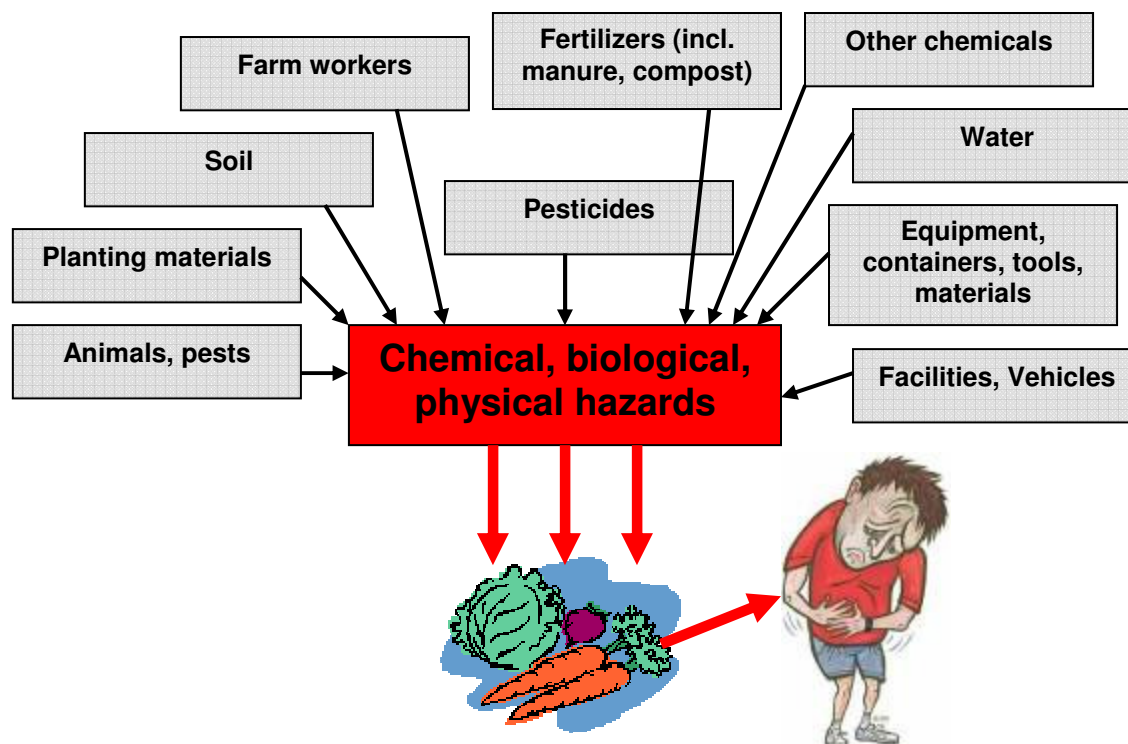 Fertilizers (incl.
manure, compost)
Other chemicals
Farm workers
Water
Soil
Pesticides
Equipment,
containers, tools,
materials
Planting materials
Animals, pests
Chemical, biological,
physical hazards
Facilities, Vehicles